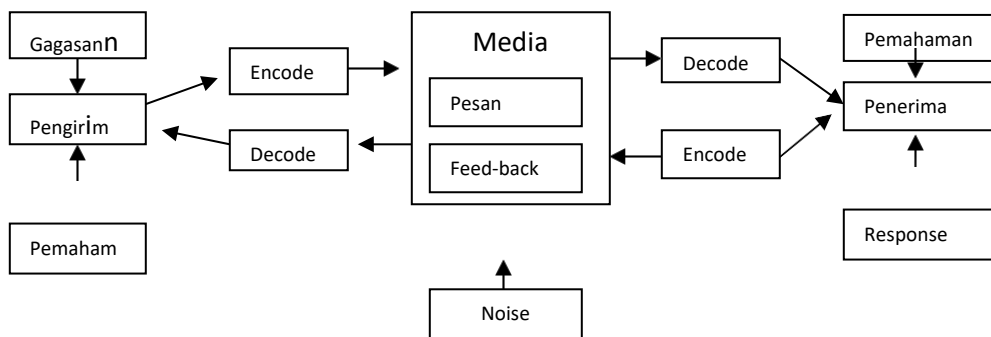 Gagasann
Media
Pemahaman
Encode
Decode
Pesan
Pengirim
Penerima
Decode
Feed-back
Encode
Pemaham
Response
Noise